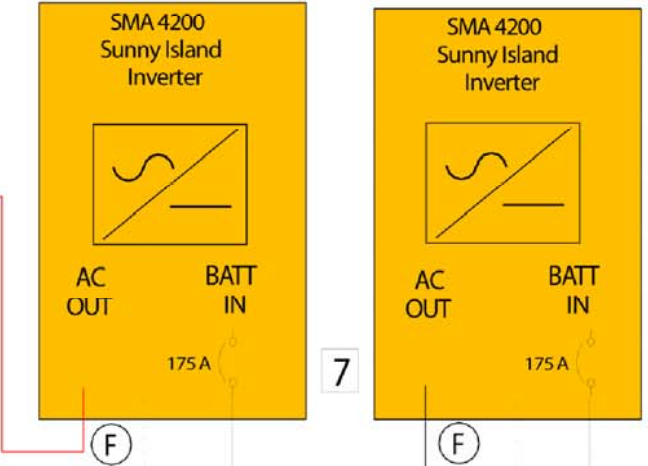 SMA 4200
Sunny Island
Inverter
AC
OUT
BATT
IN
175 A
F
7
SMA 4200
Sunny Island
Inverter
AC
OUT
BATT
IN
175 A
F